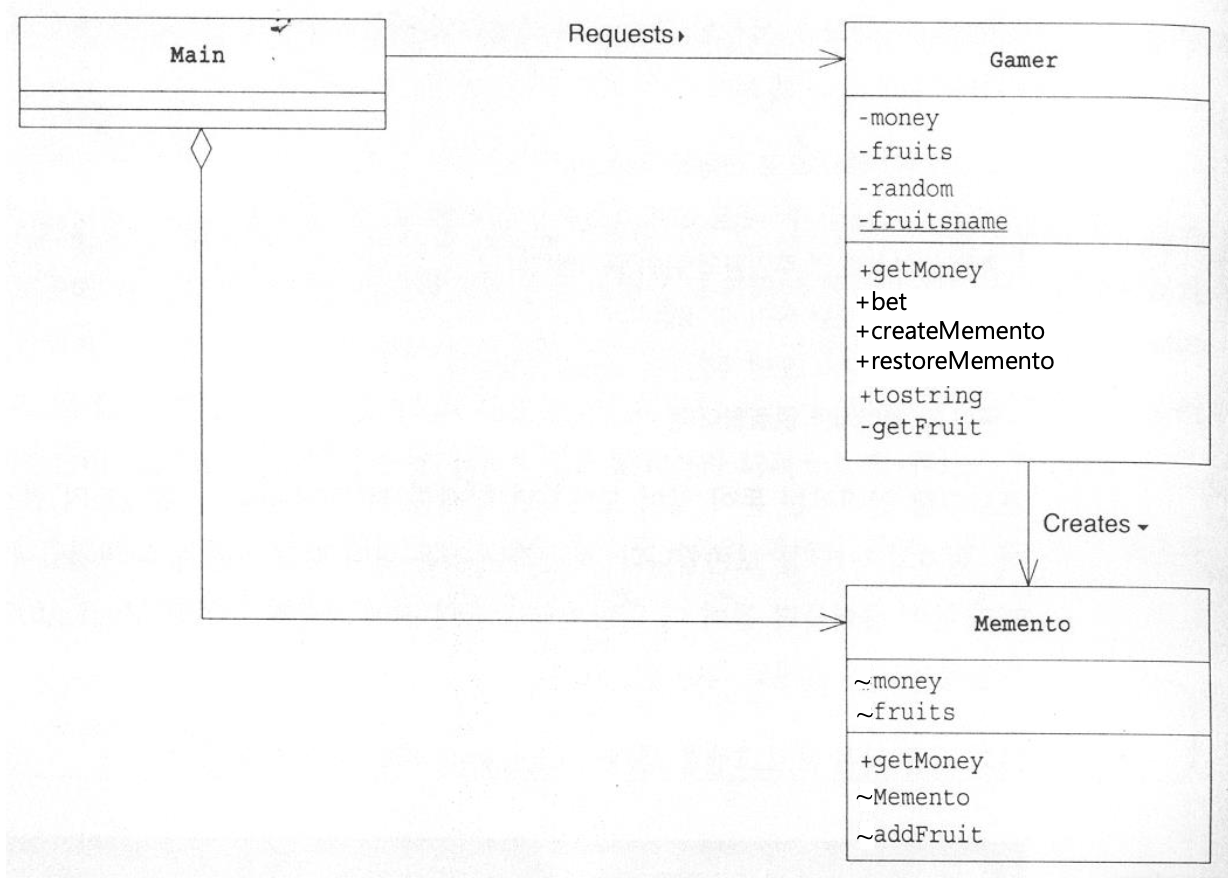 Main
Requests
Gamer
-money
-fruits
-random
-fruitsname
+getMoney
+bet
+createMemento
+restoreMemento
+tostring
-getFruit
Creates
Memento
~money
~fruits
+getMoney
~Memento
~addFruit